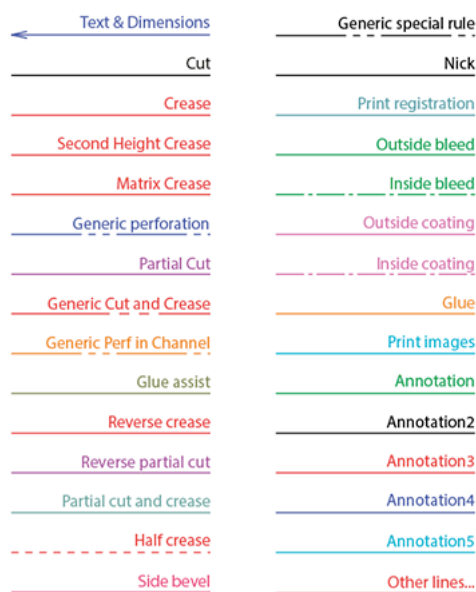 Text & Dimensions
Cut
Crease
Second Height Crease
Matrix Crease
Generic perforation
Partial Cut
Generic Cut and Crease
Generic Perf in Channel
Glue assist
Reverse crease
Reverse partial cut
Partial cut and crease
Half crease
Side bevel
Generic special rule
Nick
Print registration
Outside bleed
Inside bleed
Outside coating
Inside coating
Glue
Print images
Annotation
Annotation2
Annotation3
Annotation4
Annotation5
Other lines...